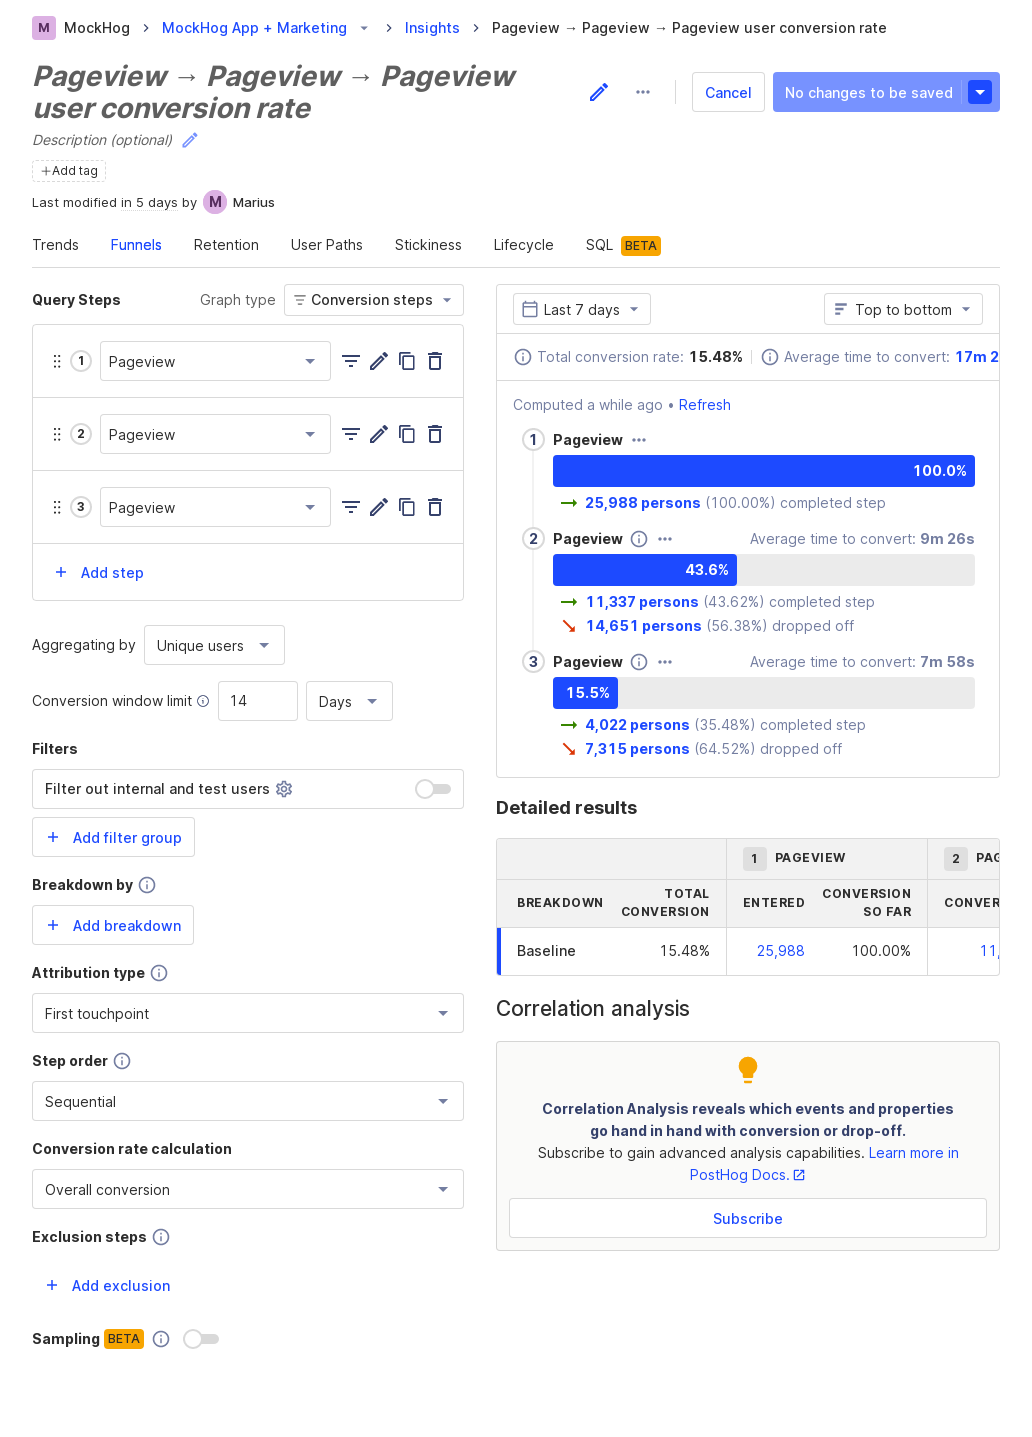 M MockHog > MockHog App + Marketing > Insights > Pageview → Pageview → Pageview user conversion rate
Pageview → Pageview → Pageview
user conversion rate
Cancel
No changes to be saved
Description (optional)
+Add tag
Last modified in 5 days by M Marius
Trends Funnels Retention User Paths Stickiness Lifecycle SQL BETA
Query Steps
Graph type Conversion steps
1 Pageview
2 Pageview
3 Pageview
+ Add step
Aggregating by Unique users
Conversion window limit 14 Days
Filters
Filter out internal and test users
+ Add filter group
Breakdown by
+ Add breakdown
Attribution type
First touchpoint
Step order
Sequential
Conversion rate calculation
Overall conversion
Exclusion steps
+ Add exclusion
Sampling BETA
Last 7 days
Top to bottom
Total conversion rate: 15.48% Average time to convert: 17m 2
Computed a while ago • Refresh
1 Pageview
100.0%
25,988 persons (100.00%) completed step
2 Pageview Average time to convert: 9m 26s
43.6%
11,337 persons (43.62%) completed step
14,651 persons (56.38%) dropped off
3 Pageview Average time to convert: 7m 58s
15.5%
4,022 persons (35.48%) completed step
7,315 persons (64.52%) dropped off
Detailed results
1 PAGEVIEW 2 PAG
BREAKDOWN TOTAL CONVERSION ENTERED CONVERSION SO FAR CONVER
Baseline 15.48% 25,988 100.00% 11,
Correlation analysis
Correlation Analysis reveals which events and properties
go hand in hand with conversion or drop-off.
Subscribe to gain advanced analysis capabilities. Learn more in
PostHog Docs.
Subscribe